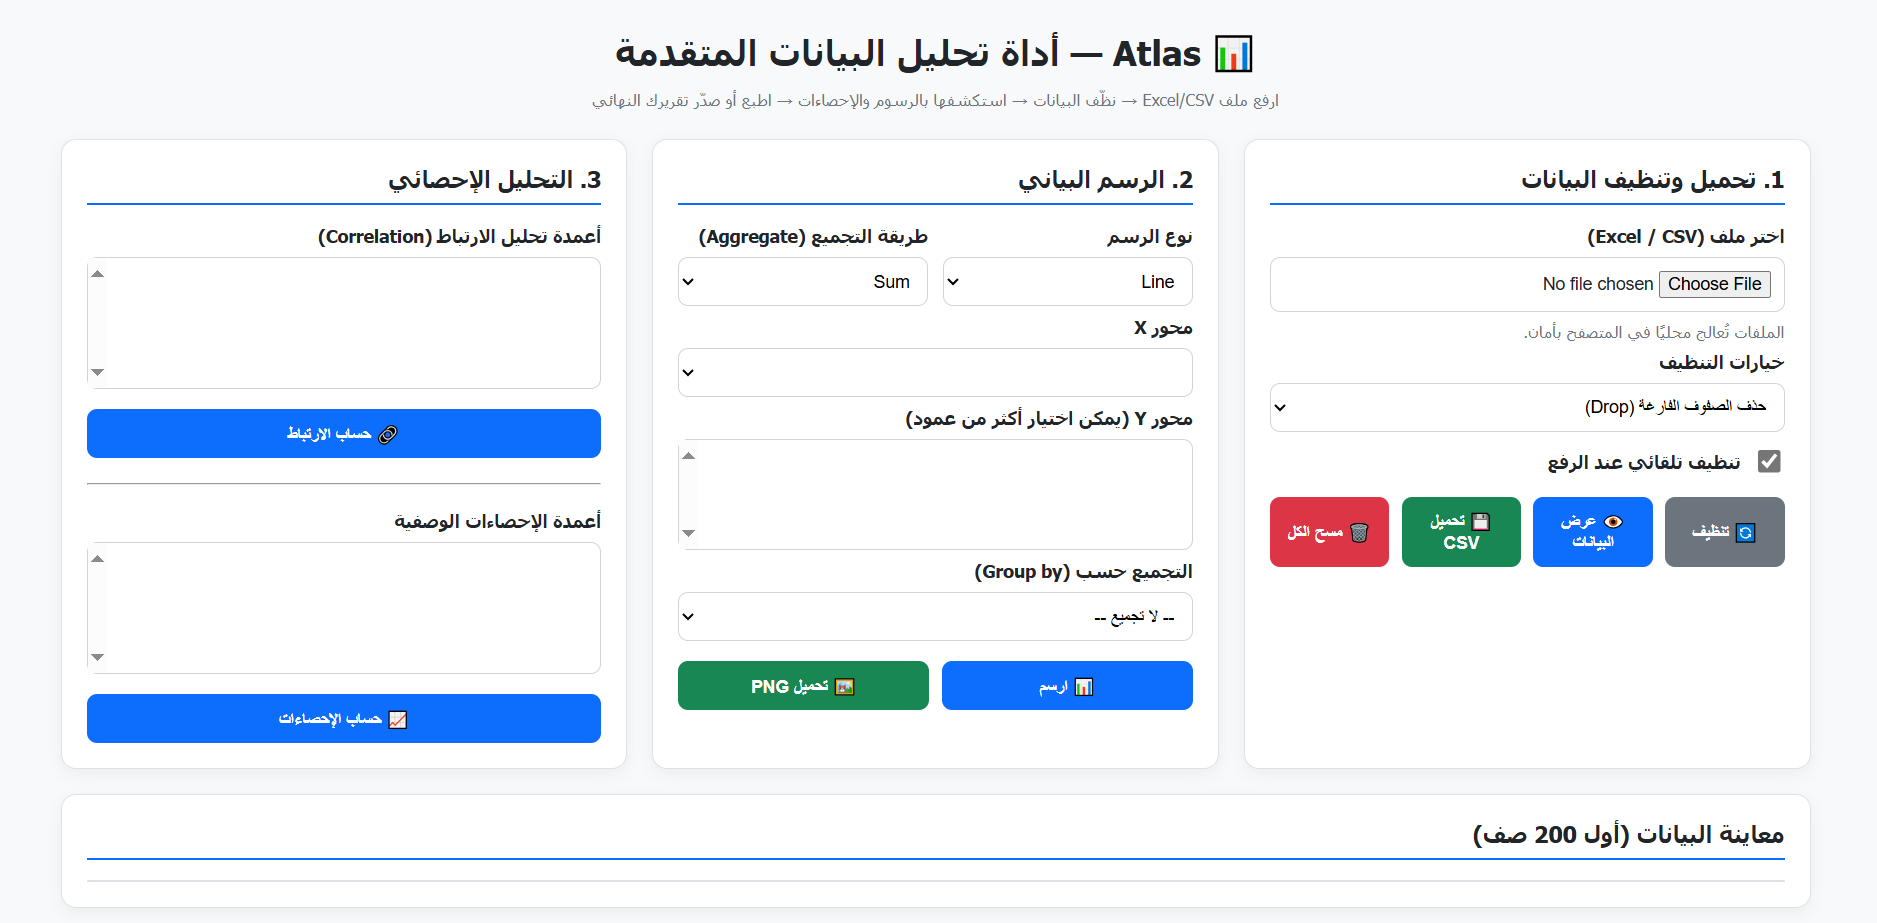 📊 Atlas — أداة تحليل البيانات المتقدمة
ارفع ملف Excel/CSV → نظّف البيانات → استكشفها بالرسوم والإحصاءات → اطبع أو صدّر تقريرك النهائي
1. تحميل وتنظيف البيانات
اختر ملف (Excel / CSV)
Choose File No file chosen
الملفات تُعالج محليًا في المتصفح بأمان.
خيارات التنظيف
حذف الصفوف الفارغة (Drop)
تنظيف تلقائي عند الرفع
🔄 تنظيف
👁️ عرض
البيانات
💾 تحميل
CSV
🗑️ مسح الكل
2. الرسم البياني
نوع الرسم
Line
طريقة التجميع (Aggregate)
Sum
محور X
محور Y (يمكن اختيار أكثر من عمود)
التجميع حسب (Group by)
-- لا تجميع --
📊 ارسم
🖼️ تحميل PNG
3. التحليل الإحصائي
أعمدة تحليل الارتباط (Correlation)
🔗 حساب الارتباط
أعمدة الإحصاءات الوصفية
📈 حساب الإحصاءات
معاينة البيانات (أول 200 صف)